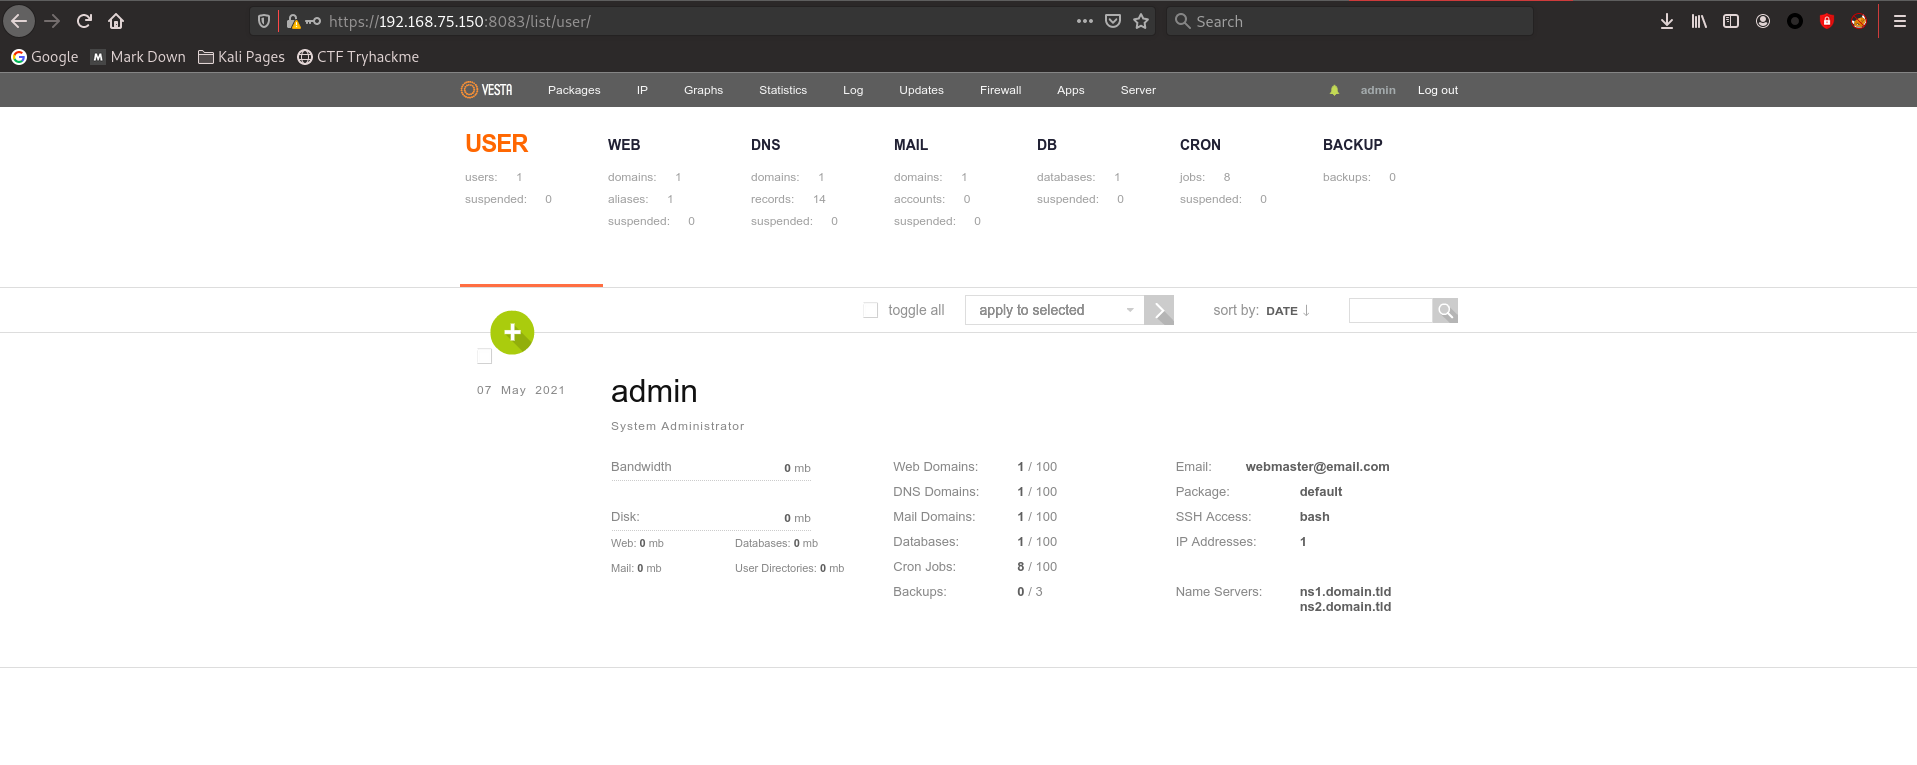 https://192.168.75.150:8083/list/user/
Search
Google M Mark Down Kali Pages CTF Tryhackme
VESTA Packages IP Graphs Statistics Log Updates Firewall Apps Server admin Log out
USER WEB DNS MAIL DB CRON BACKUP
users: 1 domains: 1 domains: 1 domains: 1 databases: 1 jobs: 8 backups: 0
suspended: 0 aliases: 1 records: 14 accounts: 0 suspended: 0 suspended: 0
suspended: 0 suspended: 0 suspended: 0
toggle all apply to selected sort by: DATE ↓
07 May 2021 admin
System Administrator
Bandwidth 0 mb Web Domains: 1 / 100 Email: webmaster@email.com
DNS Domains: 1 / 100 Package: default
Disk: 0 mb Mail Domains: 1 / 100 SSH Access: bash
Web: 0 mb Databases: 0 mb Databases: 1 / 100 IP Addresses: 1
Mail: 0 mb User Directories: 0 mb Cron Jobs: 8 / 100
Backups: 0 / 3 Name Servers: ns1.domain.tld
ns2.domain.tld